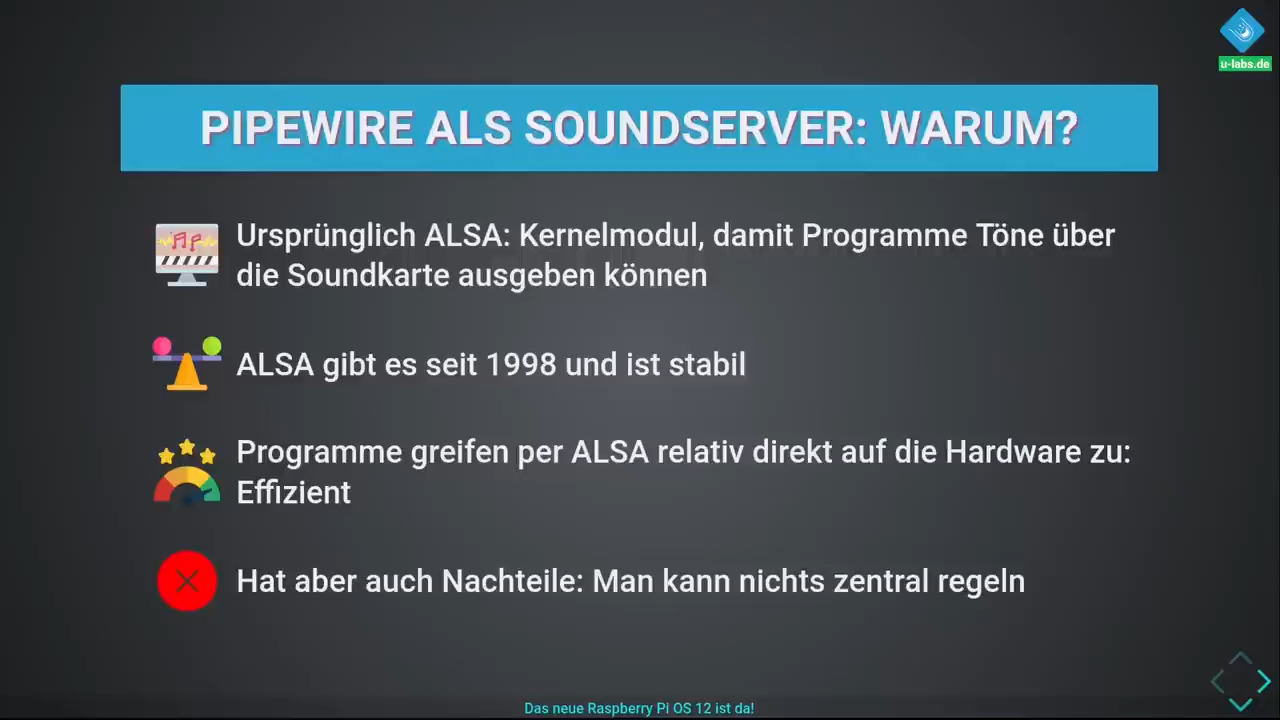 u-labs.de
PIPEWIRE ALS SOUNDSERVER: WARUM?
Ursprünglich ALSA: Kernelmodul, damit Programme Töne über
die Soundkarte ausgeben können
ALSA gibt es seit 1998 und ist stabil
Programme greifen per ALSA relativ direkt auf die Hardware zu:
Effizient
Hat aber auch Nachteile: Man kann nichts zentral regeln
Das neue Raspberry Pi OS 12 ist da!